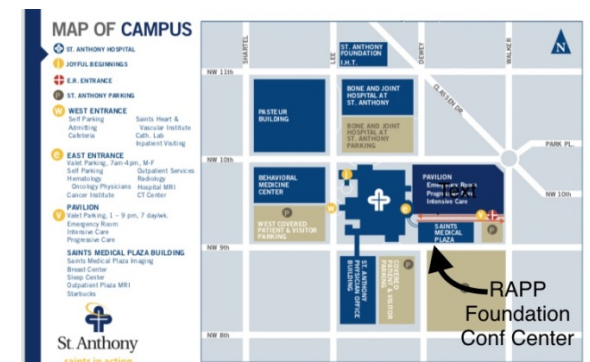 MAP OF CAMPUS
ST. ANTHONY HOSPITAL
JOYFUL BEGINNINGS
E.R. ENTRANCE
P ST. ANTHONY PARKING
W WEST ENTRANCE
Self Parking
Admitting
Cafeteria
Saints Heart &
Vascular Institute
Cath. Lab
Inpatient Visiting
e EAST ENTRANCE
Valet Parking, 7am-4pm, M-F
Self Parking
Hematology
Oncology Physicians
Cancer Institute
Outpatient Services
Radiology
Hospital MRI
CT
V PAVILION
Valet Parking, 1 - 9 pm, 7 day/wk.
Emergency Room
Intensive Care
Progressive Care
SAINTS MEDICAL PLAZA BUILDING
Saints Medical Plaza Imaging
Breast Center
Sleep Center
Outpatient Plaza MRI
Starbucks
St. Anthony
saints in action
SHARTEL
LEE
DEWEY
WALKER
N
ST. ANTHONY
FOUNDATION
I.H.T.
NW 11th
CLASSEN DR
PASTEUR
BUILDING
BONE AND JOINT
HOSPITAL AT
ST. ANTHONY
BONE AND JOINT
HOSPITAL AT
ST. ANTHONY
PARKING
PARK PL.
NW 10th
BEHAVIORAL
MEDICINE
CENTER
PAVILION
Emergency Room
Intensive Care
NW 10th
P
WEST COVERED
PATIENT & VISITOR
PARKING
W
e
V
P
SAINTS
MEDICAL
PLAZA
NW 9th
ST. ANTHONY
PHYSICIAN OFFICE
BUILDING
COVERED
PATIENT & VISITOR
PARKING
P
RAPP
Foundation
Conf Center
NW 8th